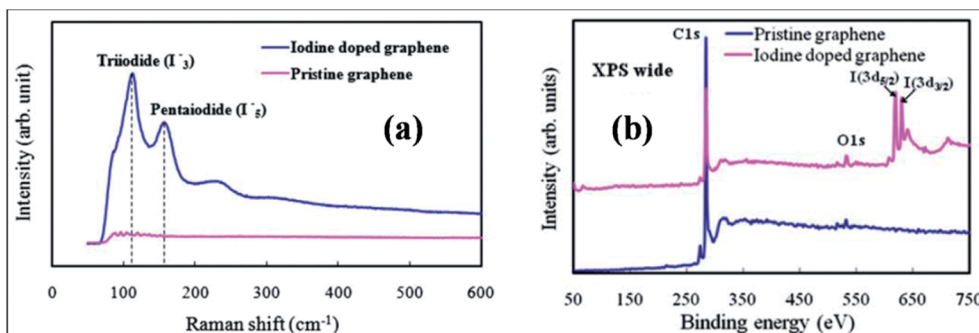 Triiodide (I⁻₃)
Iodine doped graphene
Pristine graphene
Pentaiodide (I⁻₅)
(a)
Intensity (arb. unit)
0 100 200 300 400 500 600
Raman shift (cm⁻¹)
C1s
Pristine graphene
Iodine doped graphene
XPS wide
I(3d₅/₂)
I(3d₃/₂)
(b)
O1s
Intensity (arb. units)
50 150 250 350 450 550 650 750
Binding energy (eV)